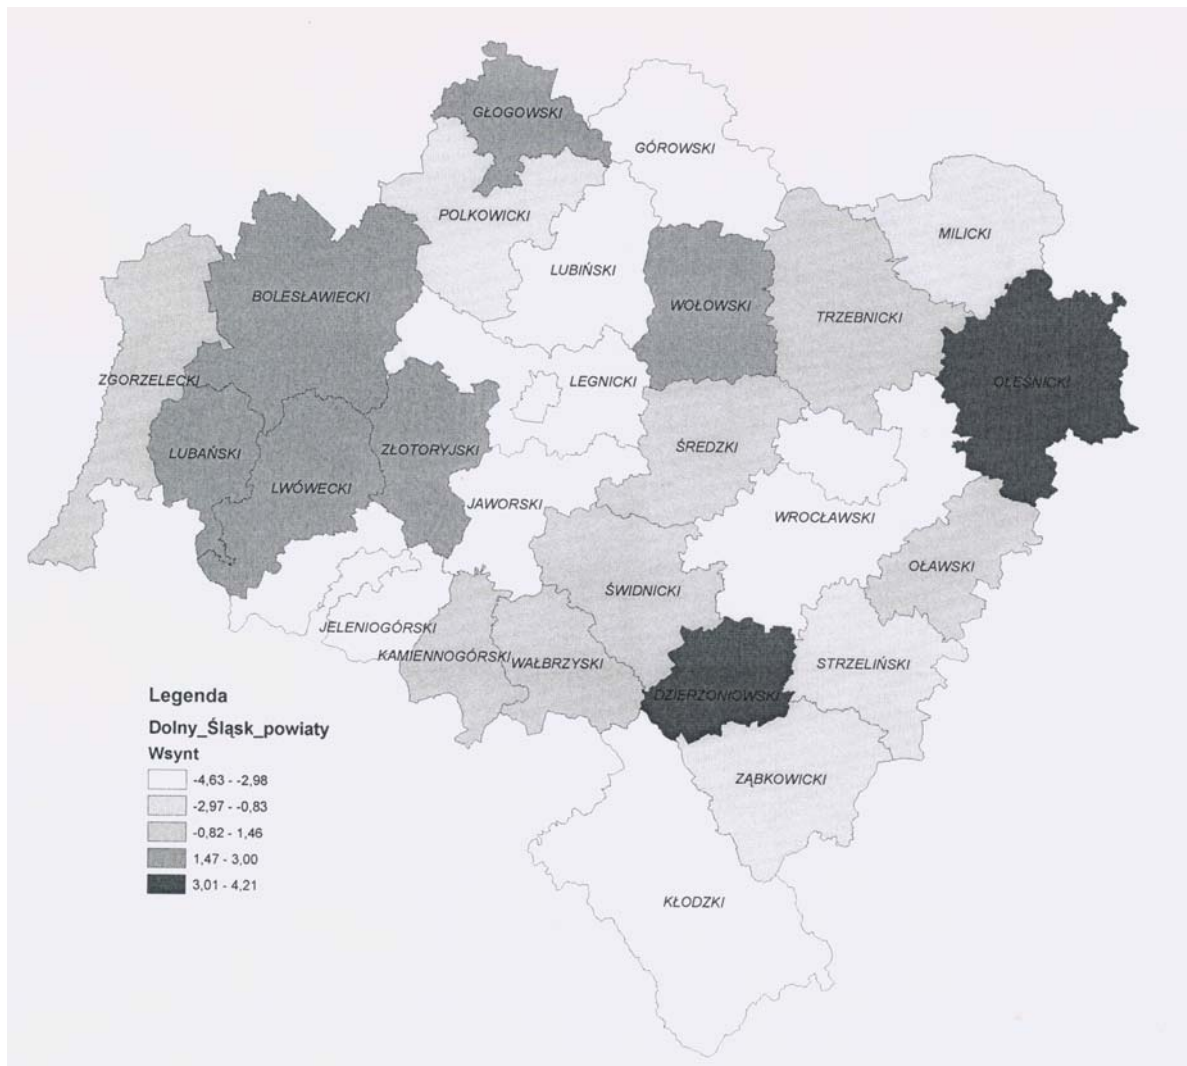 GŁOGOWSKI
GÓROWSKI
POLKOWICKI
MILICKI
LUBIŃSKI
BOLESŁAWIECKI
WOŁOWSKI
TRZEBNICKI
ZGORZELECKI
LEGNICKI
OLEŚNICKI
LUBAŃSKI
ZŁOTORYJSKI
ŚREDZKI
LWÓWECKI
JAWORSKI
WROCŁAWSKI
OŁAWSKI
ŚWIDNICKI
JELENIOGÓRSKI
KAMIENNOGÓRSKI
WAŁBRZYSKI
STRZELIŃSKI
DZIERŻONIOWSKI
ZĄBKOWICKI
KŁODZKI
Legenda
Dolny_Śląsk_powiaty
Wsynt
-4,63 - -2,98
-2,97 - -0,83
-0,82 - 1,46
1,47 - 3,00
3,01 - 4,21